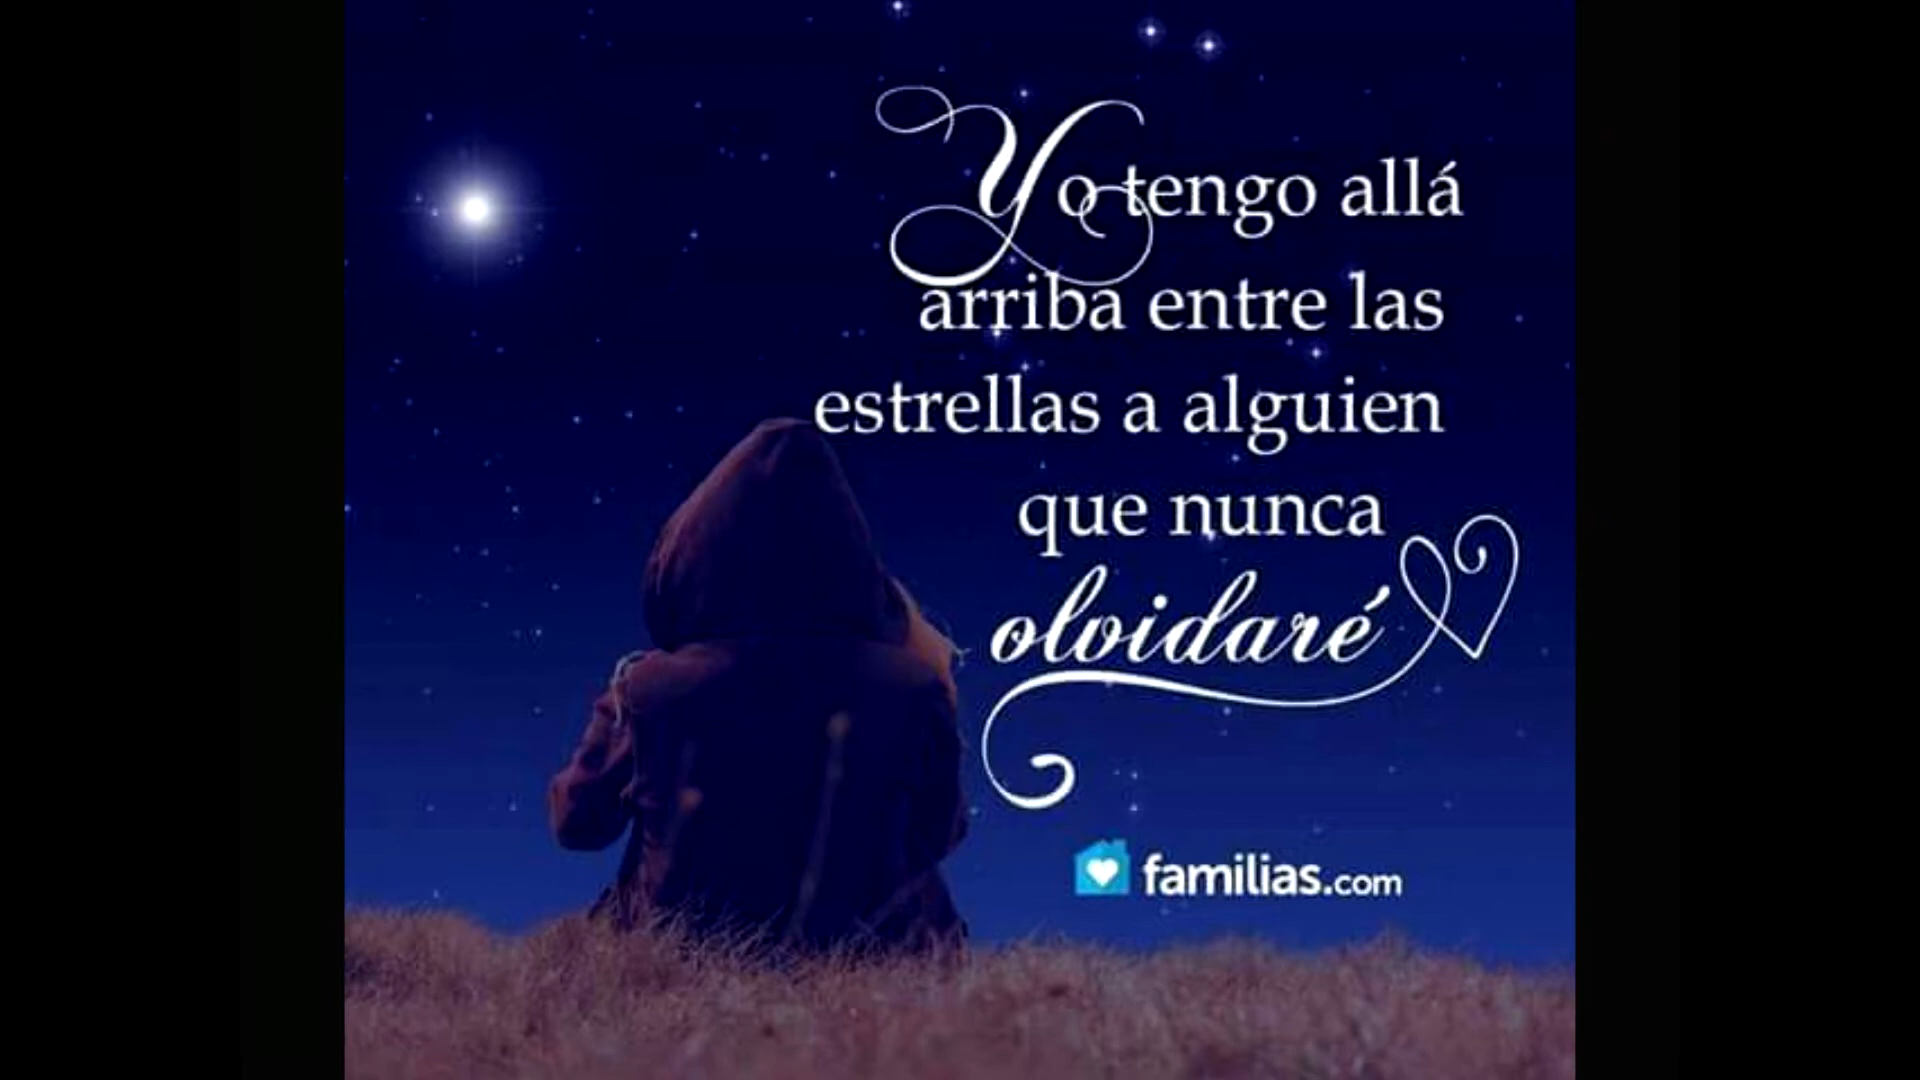 Yo tengo allá
arriba entre las
estrellas a alguien
que nunca
olvidaré
familias.com